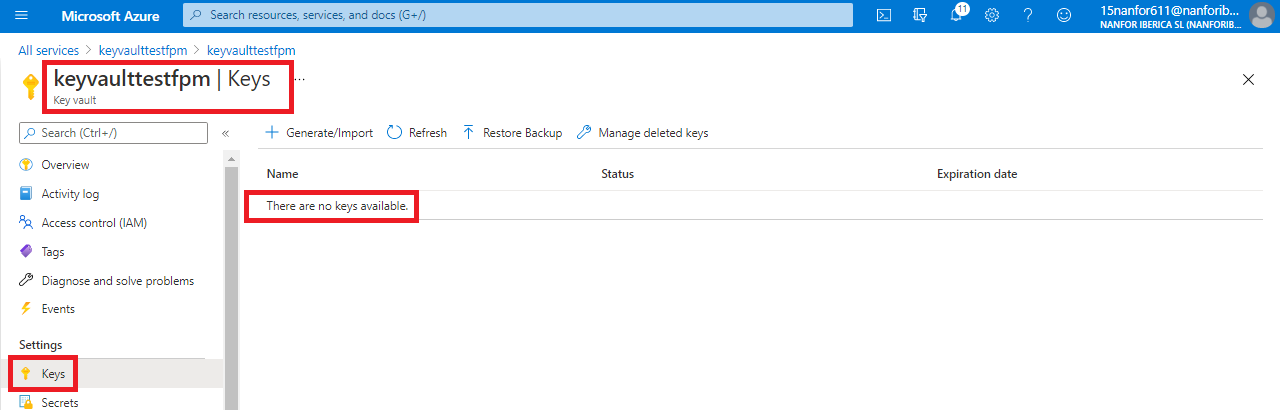 Microsoft Azure
Search resources, services, and docs (G+/)
11
15nanfor611@nanforib...
NANFOR IBERICA SL (NANFORIB...
All services > keyvaulttestfpm > keyvaulttestfpm
keyvaulttestfpm | Keys ...
Key vault
Search (Ctrl+/)
«
Generate/Import
Refresh
Restore Backup
Manage deleted keys
Overview
Activity log
Access control (IAM)
Tags
Diagnose and solve problems
Events
Settings
Keys
Secrets
Name Status Expiration date
There are no keys available.